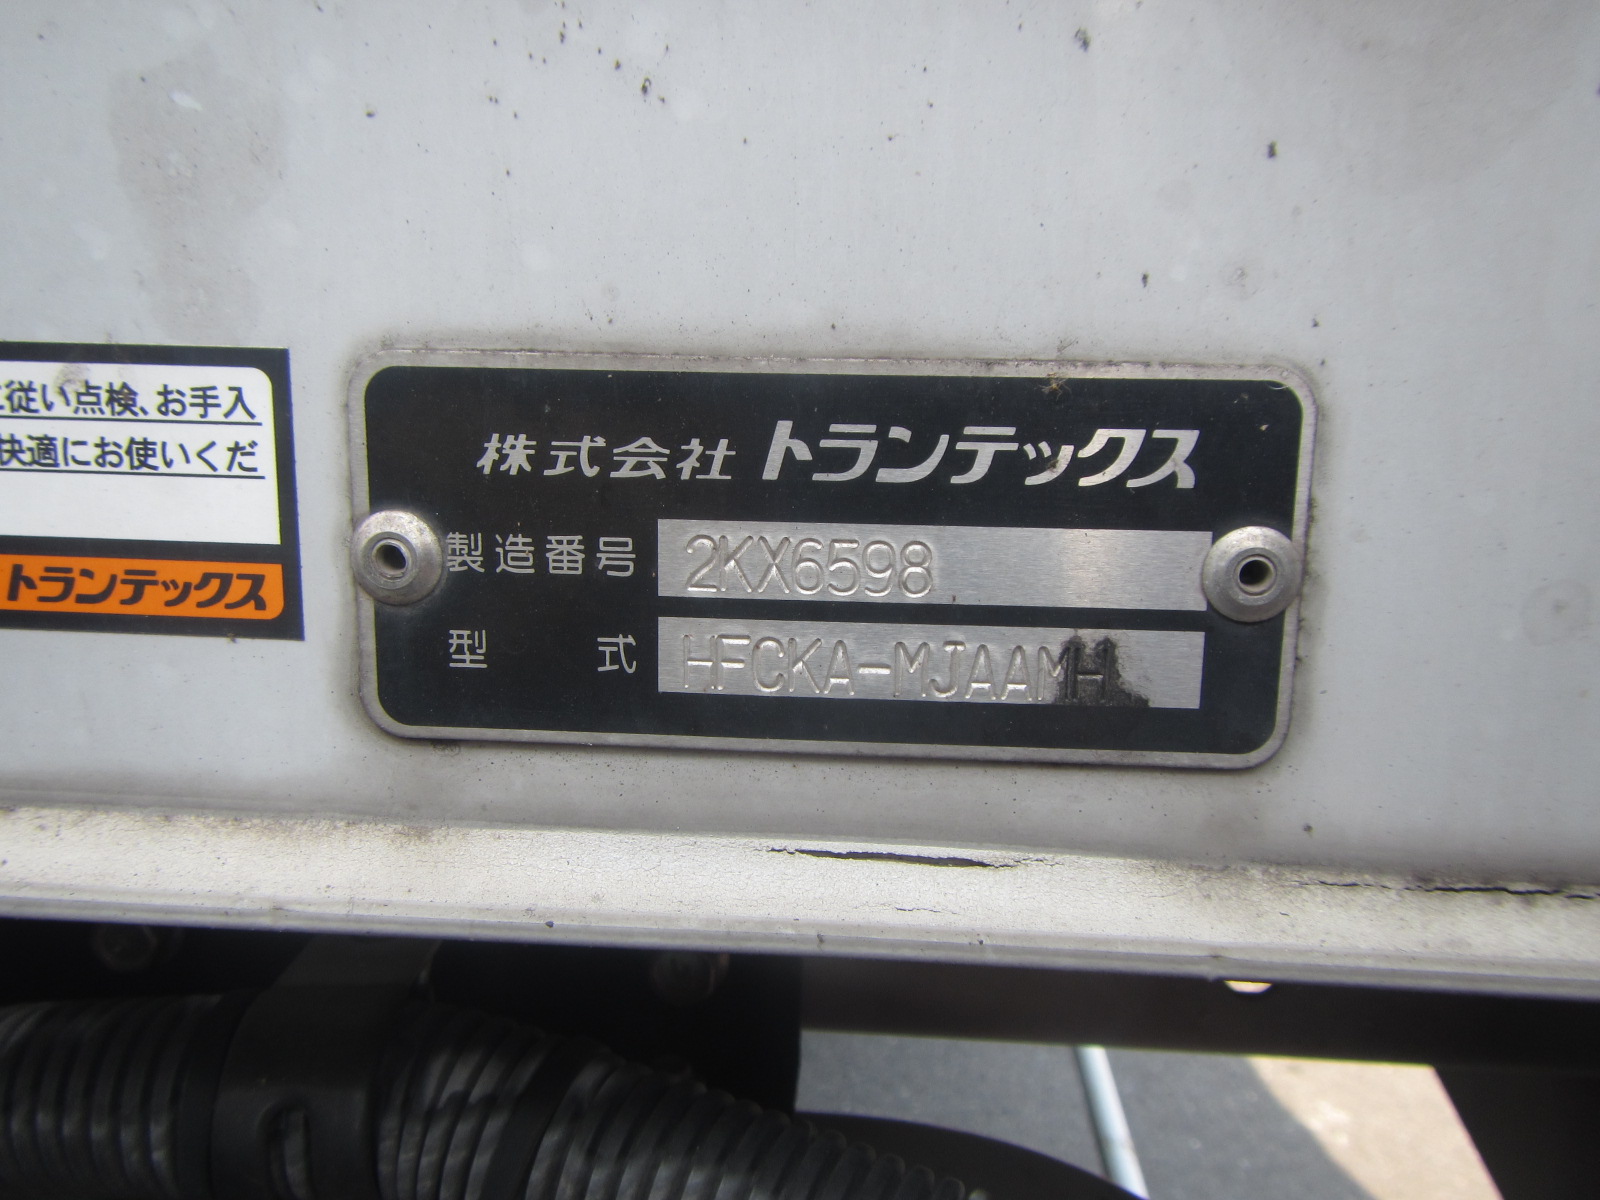 に従い点検、お手入
快適にお使いくだ
トランテックス
株式会社 トランテックス
製造番号 2KX6598
型 式 HFCKA-MJAAMH